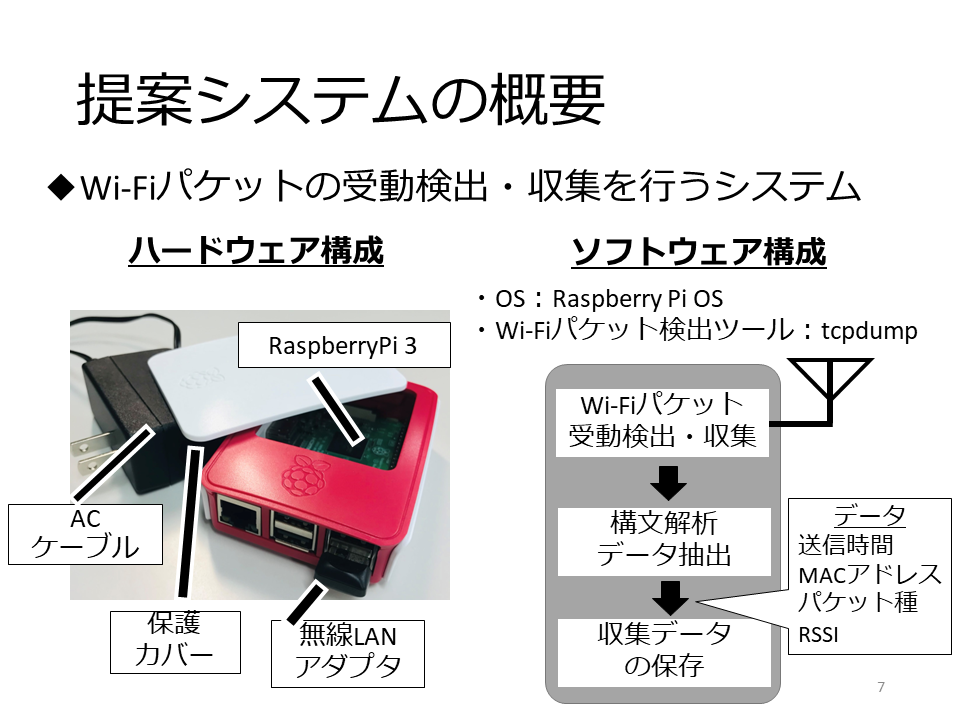 提案システムの概要
◆Wi-Fiパケットの受動検出・収集を行うシステム
ハードウェア構成
RaspberryPi 3
AC
ケーブル
保護
カバー
無線LAN
アダプタ
ソフトウェア構成
・OS：Raspberry Pi OS
・Wi-Fiパケット検出ツール：tcpdump
Wi-Fiパケット
受動検出・収集
構文解析
データ抽出
収集データ
の保存
データ
送信時間
MACアドレス
パケット種
RSSI
7